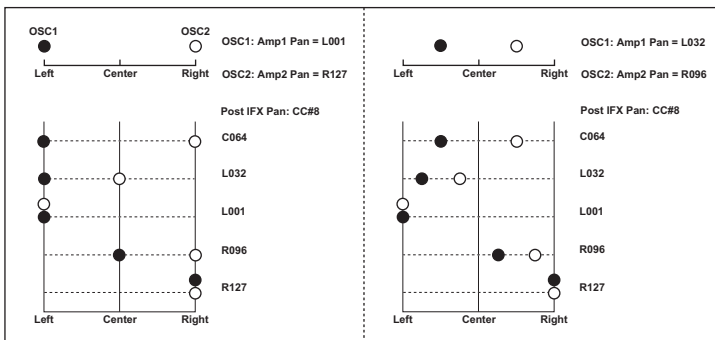 OSC1 OSC2
OSC1: Amp1 Pan = L001
Left Center Right
OSC2: Amp2 Pan = R127
Post IFX Pan: CC#8
C064
L032
L001
R096
R127
Left Center Right
OSC1: Amp1 Pan = L032
Left Center Right
OSC2: Amp2 Pan = R096
Post IFX Pan: CC#8
C064
L032
L001
R096
R127
Left Center Right